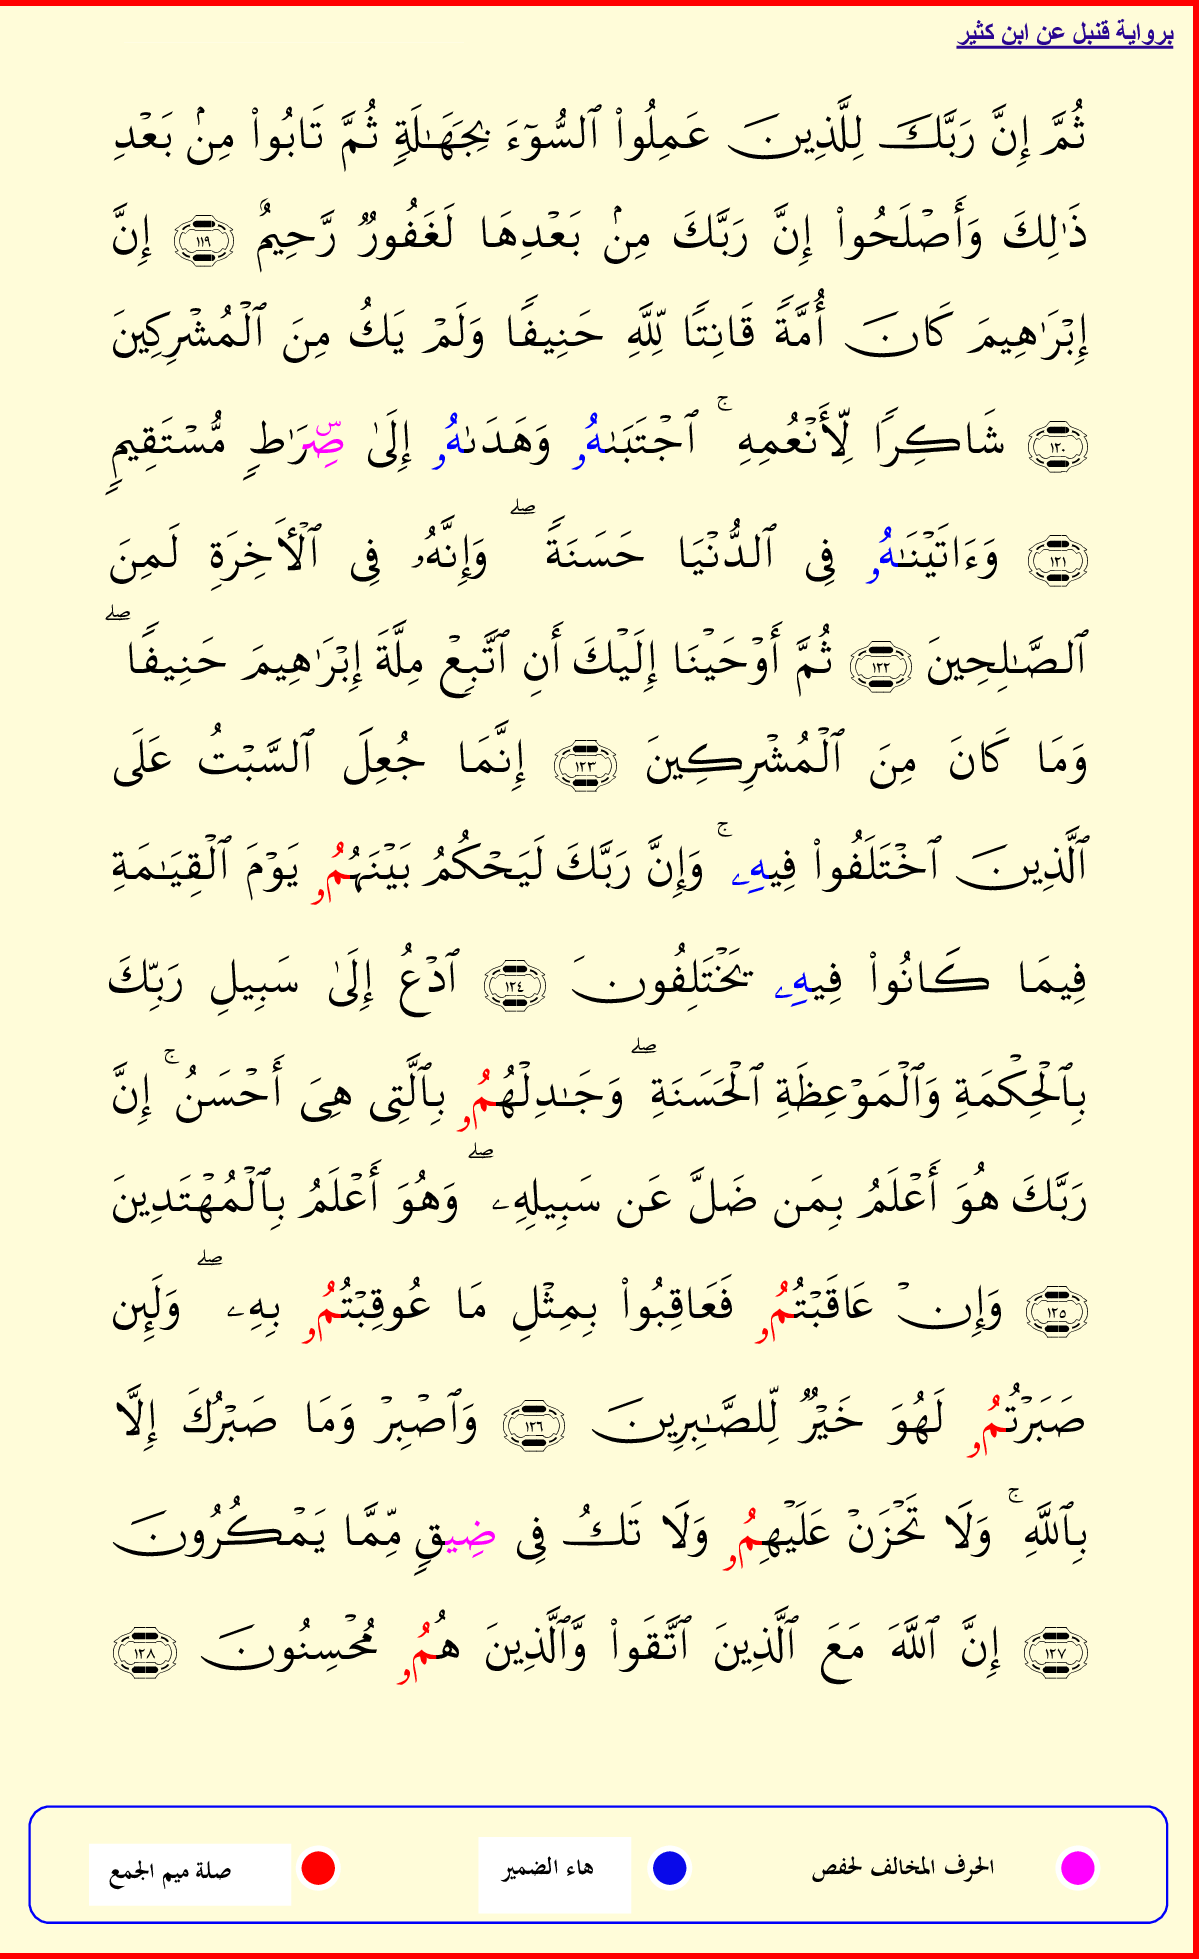 برواية قنبل عن ابن كثير
ثُمَّ إِنَّ رَبَّكَ لِلَّذِينَ عَمِلُوا۟ ٱلسُّوٓءَ بِجَهَـٰلَةٍۢ ثُمَّ تَابُوا۟ مِنۢ بَعْدِ
ذَٰلِكَ وَأَصْلَحُوا۟ إِنَّ رَبَّكَ مِنۢ بَعْدِهَا لَغَفُورٌۭ رَّحِيمٌ ١١٩ إِنَّ
إِبْرَٰهِيمَ كَانَ أُمَّةًۭ قَانِتًۭا لِّلَّهِ حَنِيفًۭا وَلَمْ يَكُ مِنَ ٱلْمُشْرِكِينَ
١٢٠ شَاكِرًۭا لِّأَنْعُمِهِ ۚ ٱجْتَبَىٰهُۥ وَهَدَىٰهُۥ إِلَىٰ صِۜرَٰطٍۢ مُّسْتَقِيمٍۢ
١٢١ وَءَاتَيْنَـٰهُۥ فِى ٱلدُّنْيَا حَسَنَةًۭ ۖ وَإِنَّهُۥ فِى ٱلْأَخِرَةِ لَمِنَ
ٱلصَّـٰلِحِينَ ١٢٢ ثُمَّ أَوْحَيْنَا إِلَيْكَ أَنِ ٱتَّبِعْ مِلَّةَ إِبْرَٰهِيمَ حَنِيفًۭا ۖ
وَمَا كَانَ مِنَ ٱلْمُشْرِكِينَ ١٢٣ إِنَّمَا جُعِلَ ٱلسَّبْتُ عَلَى
ٱلَّذِينَ ٱخْتَلَفُوا۟ فِيهِۦ ۚ وَإِنَّ رَبَّكَ لَيَحْكُمُ بَيْنَهُمُۥ يَوْمَ ٱلْقِيَـٰمَةِ
فِيمَا كَانُوا۟ فِيهِۦ يَخْتَلِفُونَ ١٢٤ ٱدْعُ إِلَىٰ سَبِيلِ رَبِّكَ
بِٱلْحِكْمَةِ وَٱلْمَوْعِظَةِ ٱلْحَسَنَةِ ۖ وَجَـٰدِلْهُمُۥ بِٱلَّتِى هِىَ أَحْسَنُ ۚ إِنَّ
رَبَّكَ هُوَ أَعْلَمُ بِمَن ضَلَّ عَن سَبِيلِهِۦ ۖ وَهُوَ أَعْلَمُ بِٱلْمُهْتَدِينَ
١٢٥ وَإِنْ عَاقَبْتُمُۥ فَعَاقِبُوا۟ بِمِثْلِ مَا عُوقِبْتُمُۥ بِهِۦ ۖ وَلَئِن
صَبَرْتُمُۥ لَهُوَ خَيْرٌۭ لِّلصَّـٰبِرِينَ ١٢٦ وَٱصْبِرْ وَمَا صَبْرُكَ إِلَّا
بِٱللَّهِ ۚ وَلَا تَحْزَنْ عَلَيْهِمُۥ وَلَا تَكُ فِى ضِيقٍۢ مِّمَّا يَمْكُرُونَ
١٢٧ إِنَّ ٱللَّهَ مَعَ ٱلَّذِينَ ٱتَّقَوا۟ وَّٱلَّذِينَ هُمُۥ مُحْسِنُونَ ١٢٨
الحرف المخالف لحفص هاء الضمير صلة ميم الجمع